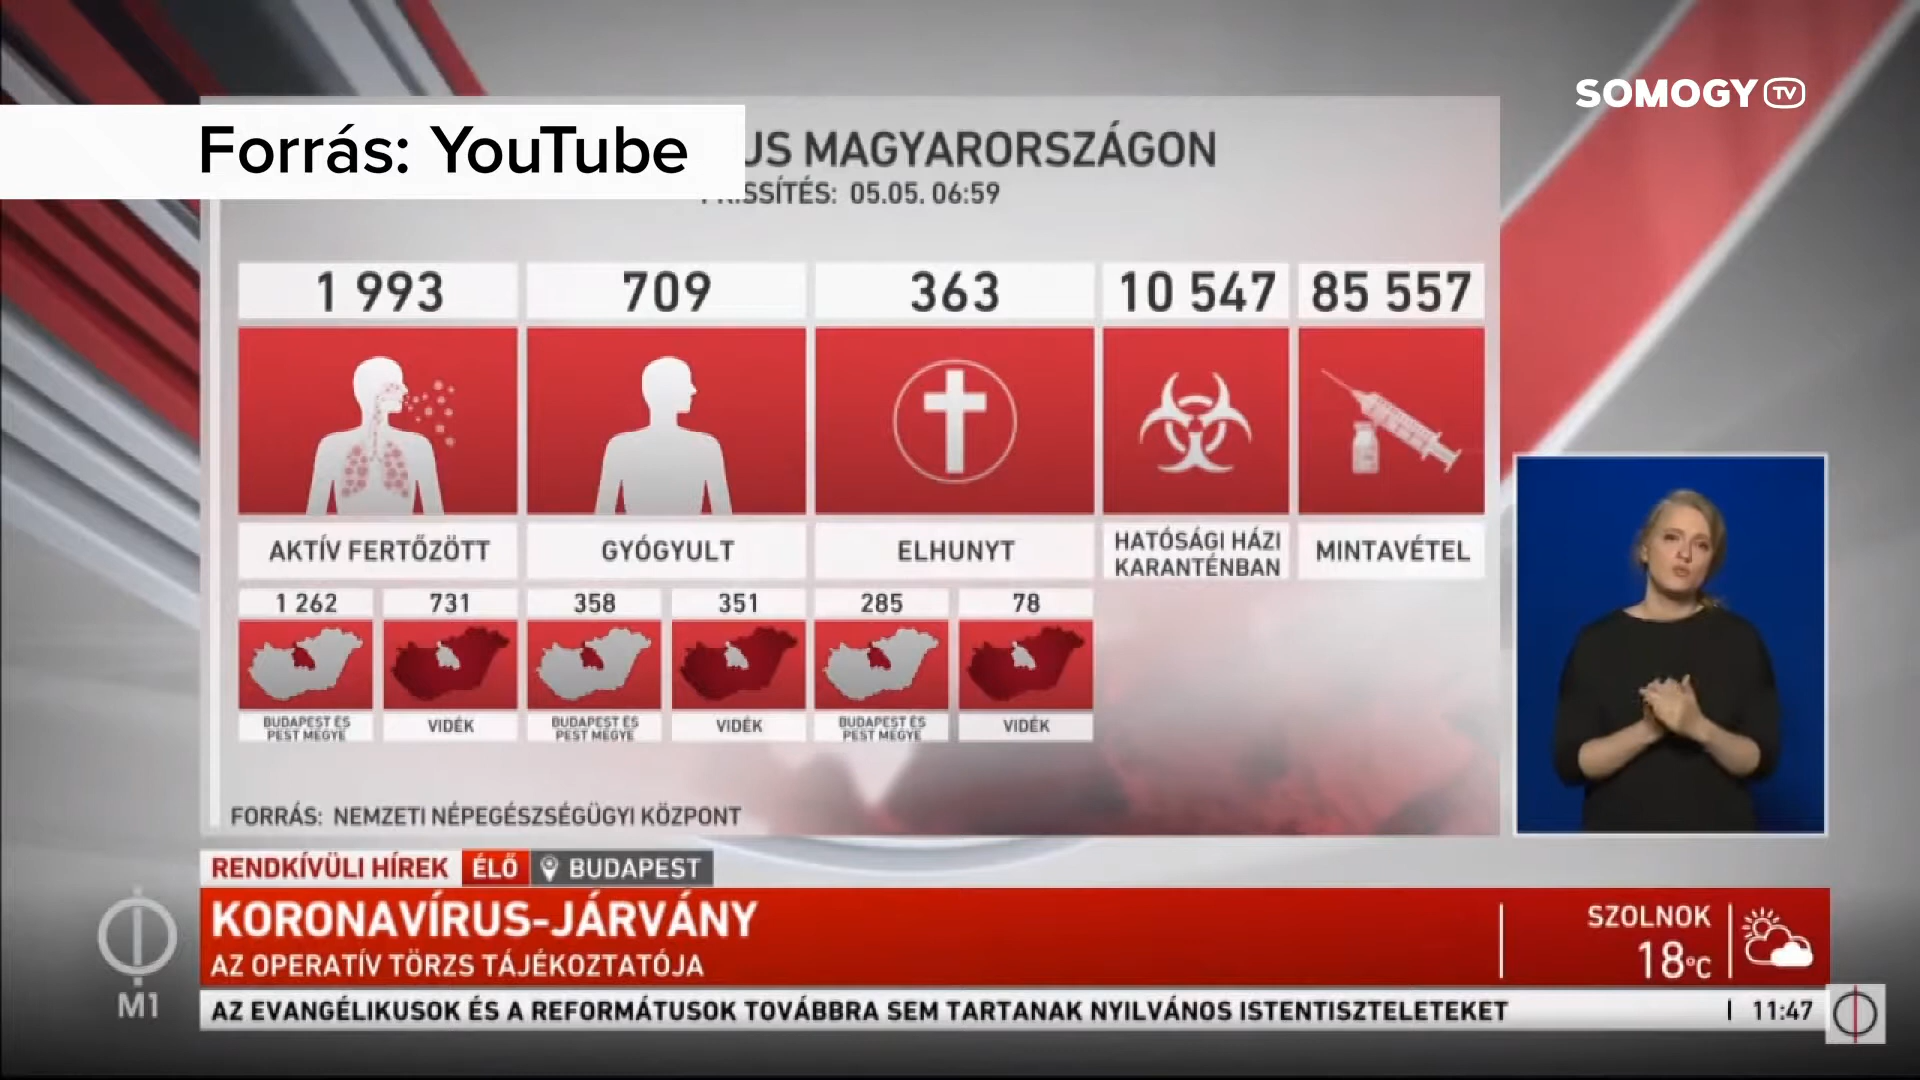 SOMOGY TV
Forrás: YouTube
US MAGYARORSZÁGON
FRISSÍTÉS: 05.05. 06:59
1 993
709
363
10 547
85 557
AKTÍV FERTŐZÖTT
GYÓGYULT
ELHUNYT
HATÓSÁGI HÁZI
KARANTÉNBAN
MINTAVÉTEL
1 262
731
358
351
285
78
BUDAPEST ÉS
PEST MEGYE
VIDÉK
BUDAPEST ÉS
PEST MEGYE
VIDÉK
BUDAPEST ÉS
PEST MEGYE
VIDÉK
FORRÁS: NEMZETI NÉPEGÉSZSÉGÜGYI KÖZPONT
RENDKÍVÜLI HÍREK ÉLŐ BUDAPEST
KORONAVÍRUS-JÁRVÁNY
AZ OPERATÍV TÖRZS TÁJÉKOZTATÓJA
SZOLNOK
18°C
M1
AZ EVANGÉLIKUSOK ÉS A REFORMÁTUSOK TOVÁBBRA SEM TARTANAK NYILVÁNOS ISTENTISZTELETEKET
11:47